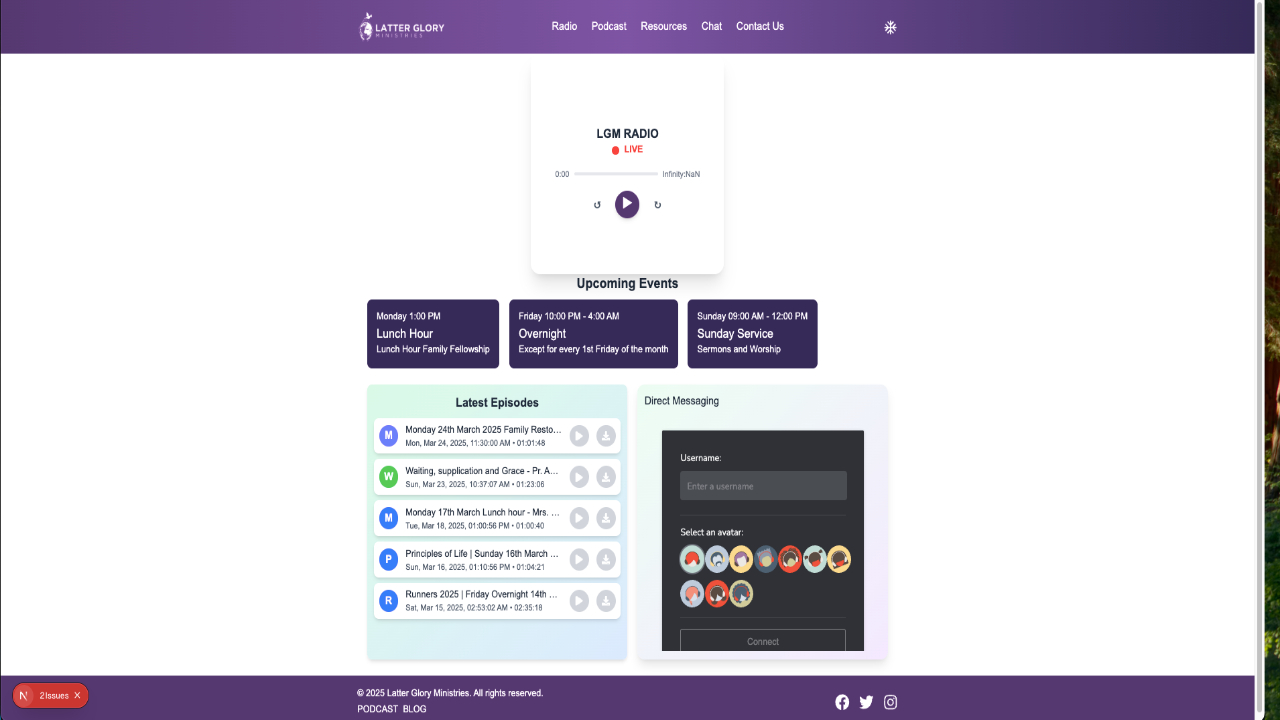 LATTER GLORY
MINISTRIES
Radio Podcast Resources Chat Contact Us
LGM RADIO
LIVE
0:00 Infinity:NaN
Upcoming Events
Monday 1:00 PM
Lunch Hour
Lunch Hour Family Fellowship
Friday 10:00 PM - 4:00 AM
Overnight
Except for every 1st Friday of the month
Sunday 09:00 AM - 12:00 PM
Sunday Service
Sermons and Worship
Latest Episodes
M Monday 24th March 2025 Family Resto...
Mon, Mar 24, 2025, 11:30:00 AM • 01:01:48
W Waiting, supplication and Grace - Pr. A...
Sun, Mar 23, 2025, 10:37:07 AM • 01:23:06
M Monday 17th March Lunch hour - Mrs. ...
Tue, Mar 18, 2025, 01:00:56 PM • 01:00:40
P Principles of Life | Sunday 16th March ...
Sun, Mar 16, 2025, 01:10:56 PM • 01:04:21
R Runners 2025 | Friday Overnight 14th ...
Sat, Mar 15, 2025, 02:53:02 AM • 02:35:18
Direct Messaging
Username:
Enter a username
Select an avatar:
Connect
N 2 Issues X
© 2025 Latter Glory Ministries. All rights reserved.
PODCAST BLOG